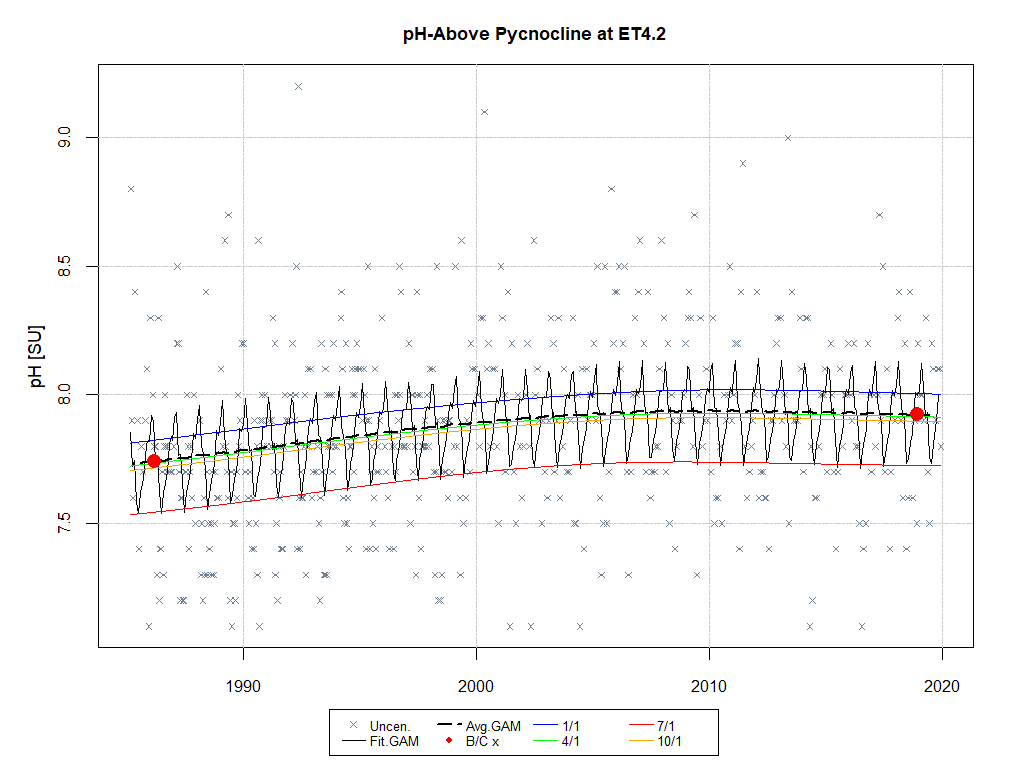 pH-Above Pycnocline at ET4.2
pH [SU]
9.0
8.5
8.0
7.5
1990 2000 2010 2020
Uncen. Avg.GAM 1/1 7/1
Fit.GAM B/C x 4/1 10/1